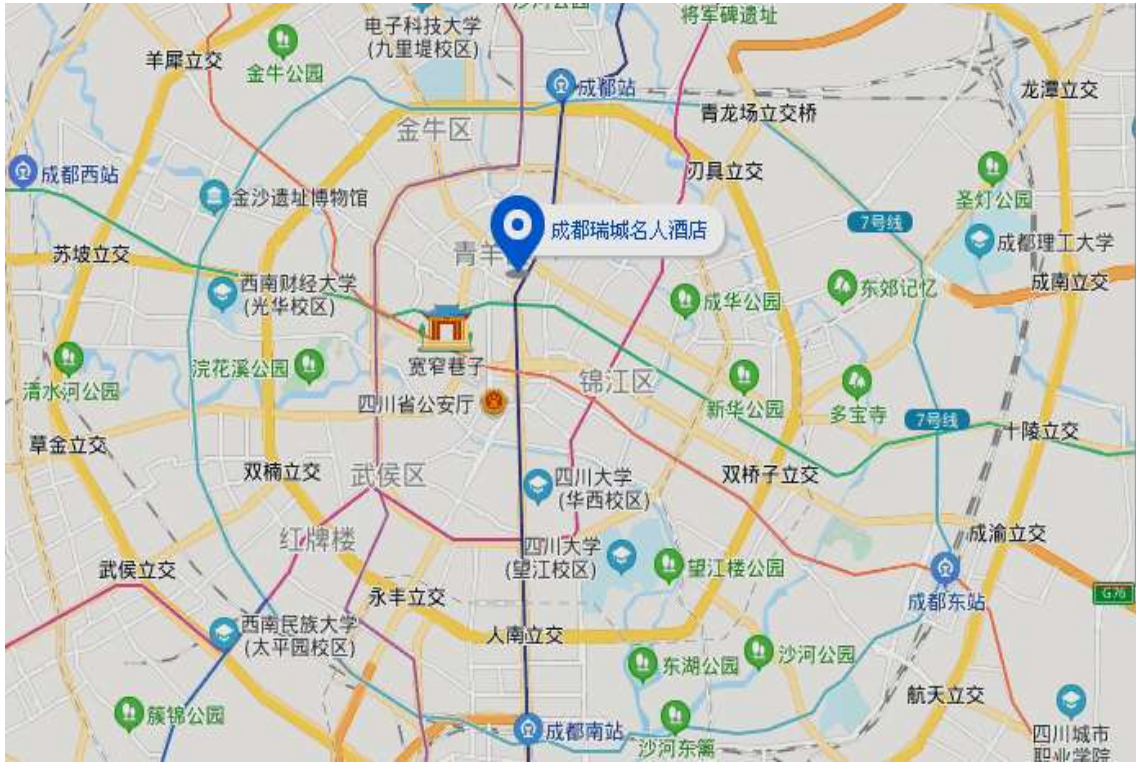 将军碑遗址
电子科技大学
(九里堤校区)
羊犀立交
金牛公园
成都站
龙潭立交
青龙场立交桥
金牛区
刃具立交
成都西站
圣灯公园
金沙遗址博物馆
7号线
成都瑞城名人酒店
成都理工大学
苏坡立交
青羊
西南财经大学
(光华校区)
成南立交
东郊记忆
成华公园
宽窄巷子
浣花溪公园
锦江区
清水河公园
四川省公安厅
新华公园
多宝寺
7号线
草金立交
十陵立交
双楠立交
武侯区
四川大学
(华西校区)
双桥子立交
红牌楼
四川大学
(望江校区)
成渝立交
武侯立交
望江楼公园
永丰立交
成都东站
G76
西南民族大学
(太平园校区)
人南立交
东湖公园
沙河公园
航天立交
簇锦公园
成都南站
沙河东篱
四川城市
职业学院